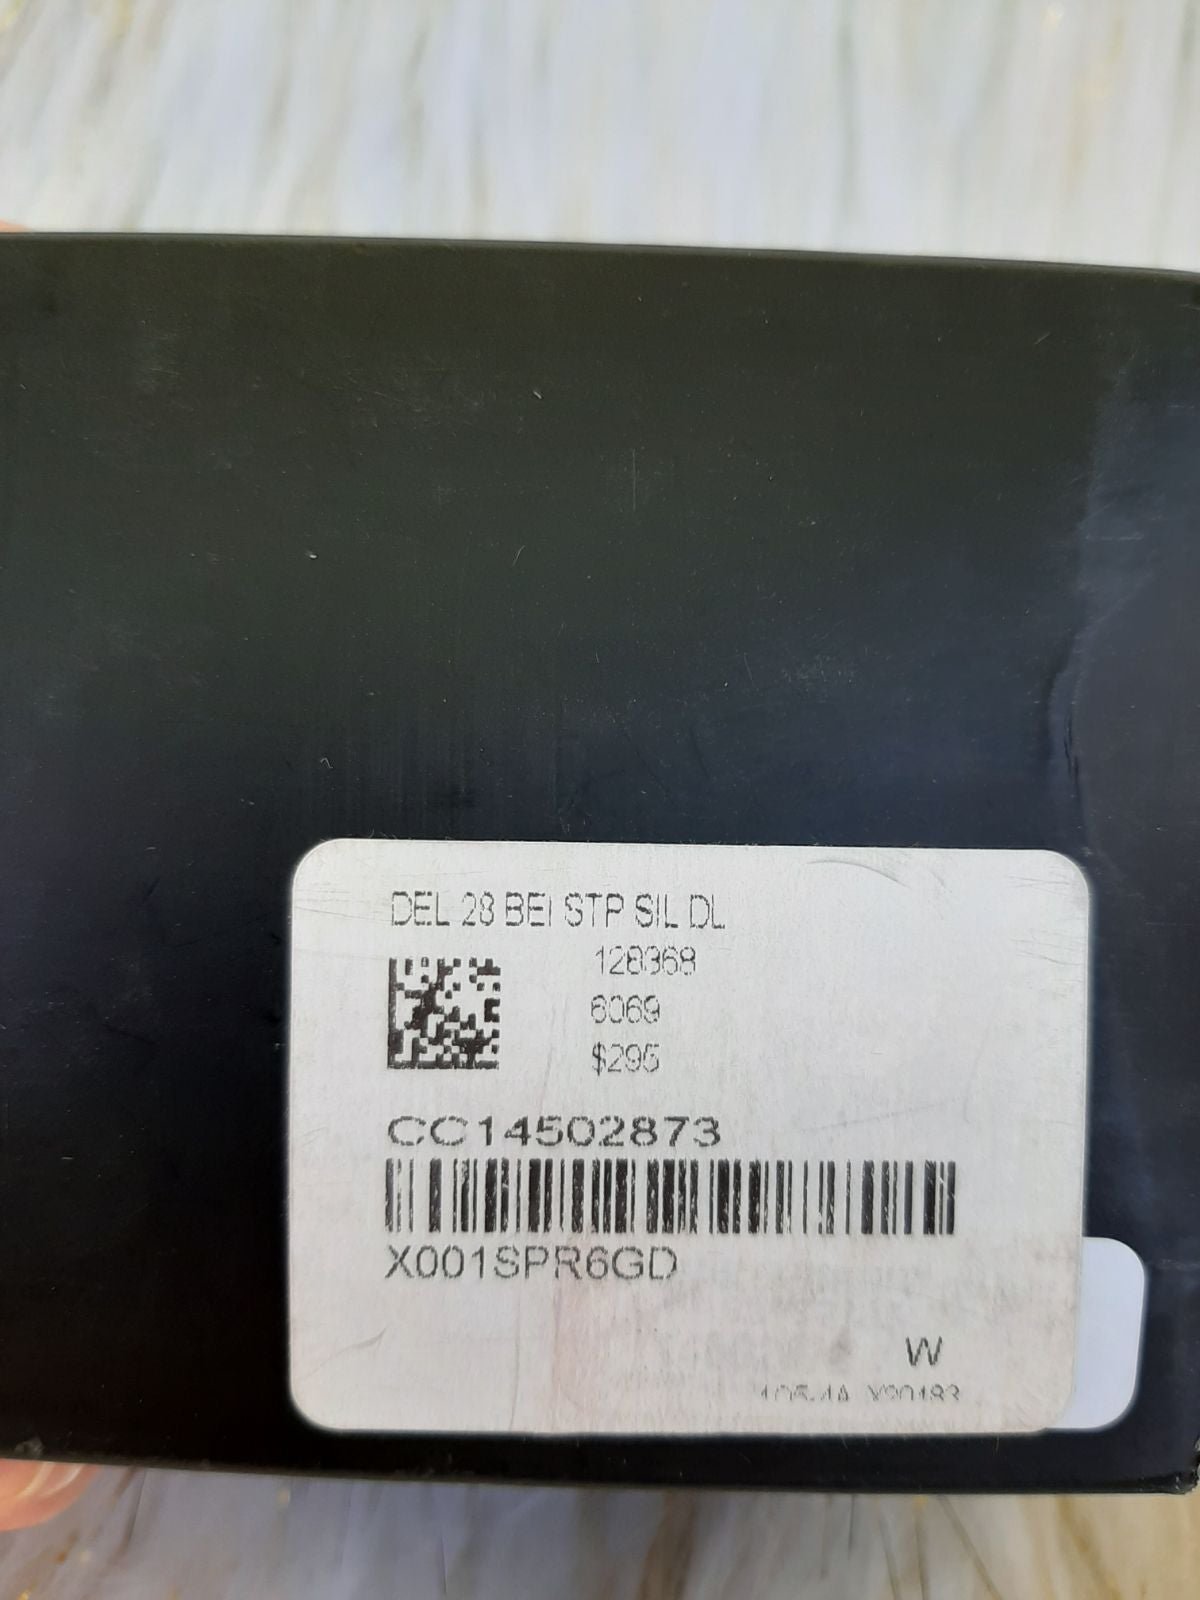 DEL 28 BEI STP SIL DL
128368
6069
$295
CC14502873
X001SPR6GD
W